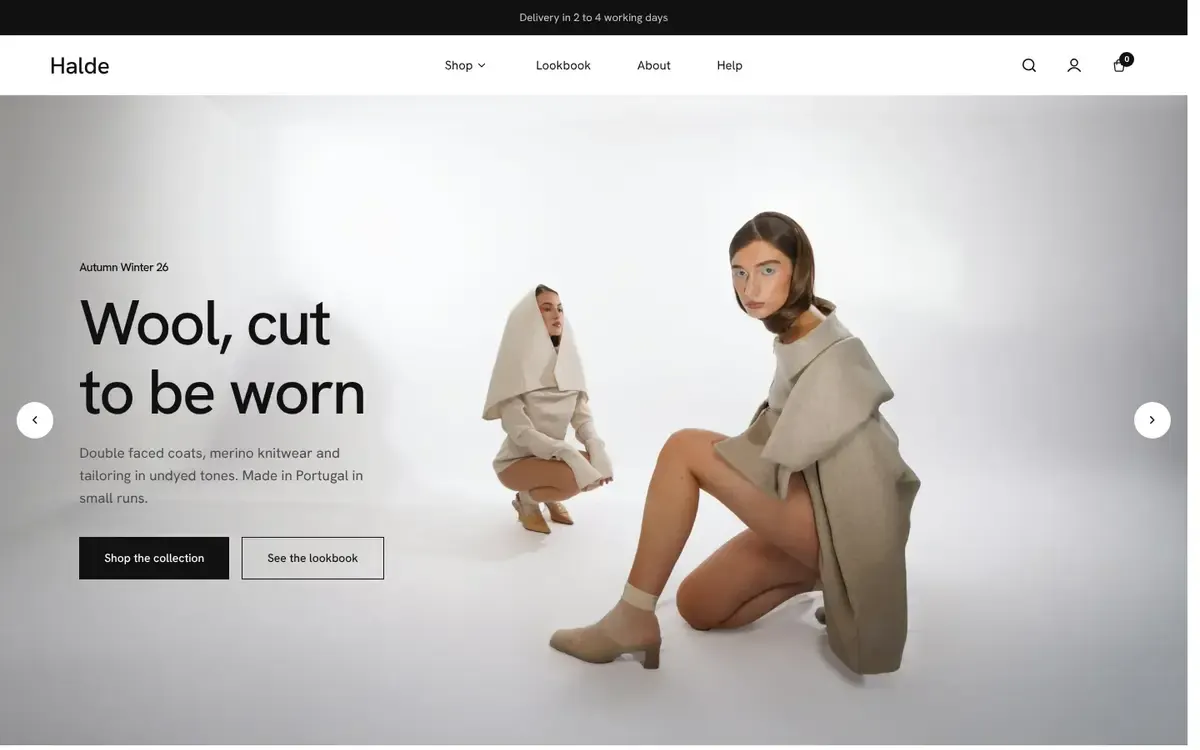 Delivery in 2 to 4 working days
Halde
Shop
Lookbook
About
Help
0
Autumn Winter 26
Wool, cut
to be worn
Double faced coats, merino knitwear and
tailoring in undyed tones. Made in Portugal in
small runs.
Shop the collection
See the lookbook